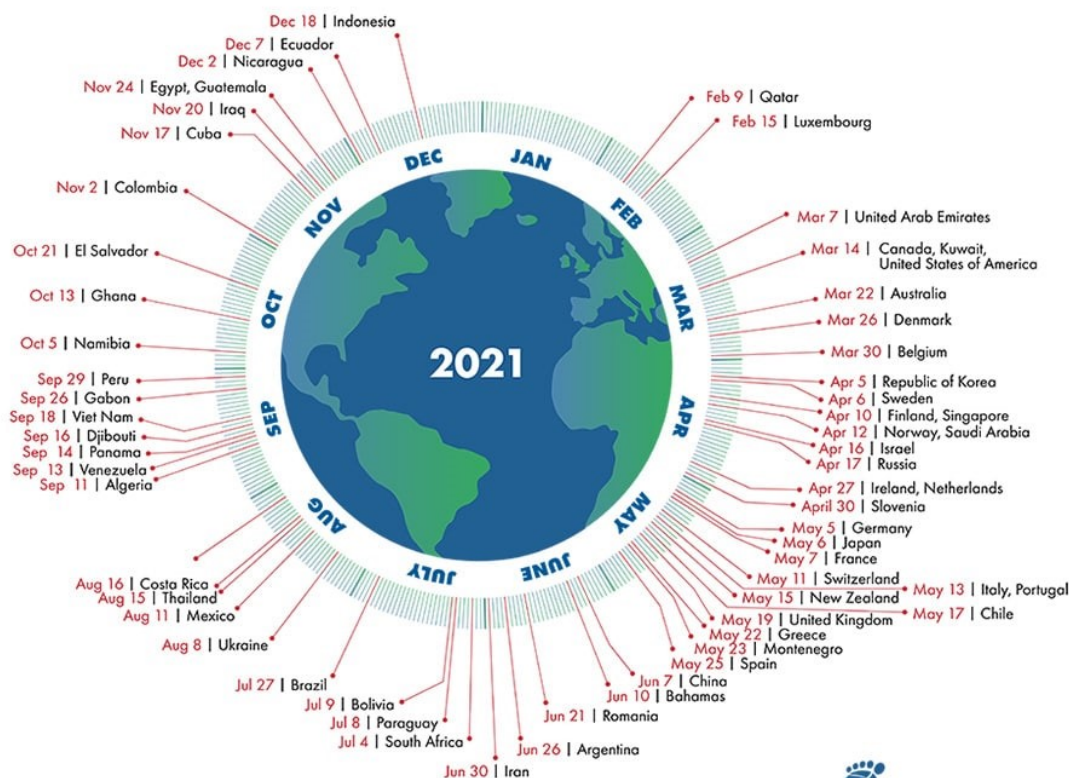 Dec 18 | Indonesia
Dec 7 | Ecuador
Dec 2 | Nicaragua
Nov 24 | Egypt, Guatemala
Nov 20 | Iraq
Nov 17 | Cuba
Nov 2 | Colombia
Oct 21 | El Salvador
Oct 13 | Ghana
Oct 5 | Namibia
Sep 29 | Peru
Sep 26 | Gabon
Sep 18 | Viet Nam
Sep 16 | Djibouti
Sep 14 | Panama
Sep 13 | Venezuela
Sep 11 | Algeria
Aug 16 | Costa Rica
Aug 15 | Thailand
Aug 11 | Mexico
Aug 8 | Ukraine
Jul 27 | Brazil
Jul 9 | Bolivia
Jul 8 | Paraguay
Jul 4 | South Africa
Jun 30 | Iran
Feb 9 | Qatar
Feb 15 | Luxembourg
Mar 7 | United Arab Emirates
Mar 14 | Canada, Kuwait,
United States of America
Mar 22 | Australia
Mar 26 | Denmark
Mar 30 | Belgium
Apr 5 | Republic of Korea
Apr 6 | Sweden
Apr 10 | Finland, Singapore
Apr 12 | Norway, Saudi Arabia
Apr 16 | Israel
Apr 17 | Russia
Apr 27 | Ireland, Netherlands
April 30 | Slovenia
May 5 | Germany
May 6 | Japan
May 7 | France
May 11 | Switzerland
May 13 | Italy, Portugal
May 15 | New Zealand
May 17 | Chile
May 19 | United Kingdom
May 22 | Greece
May 23 | Montenegro
May 25 | Spain
Jun 7 | China
Jun 10 | Bahamas
Jun 21 | Romania
Jun 26 | Argentina
JAN
FEB
MAR
APR
MAY
JUNE
JULY
AUG
SEP
OCT
NOV
DEC
2021